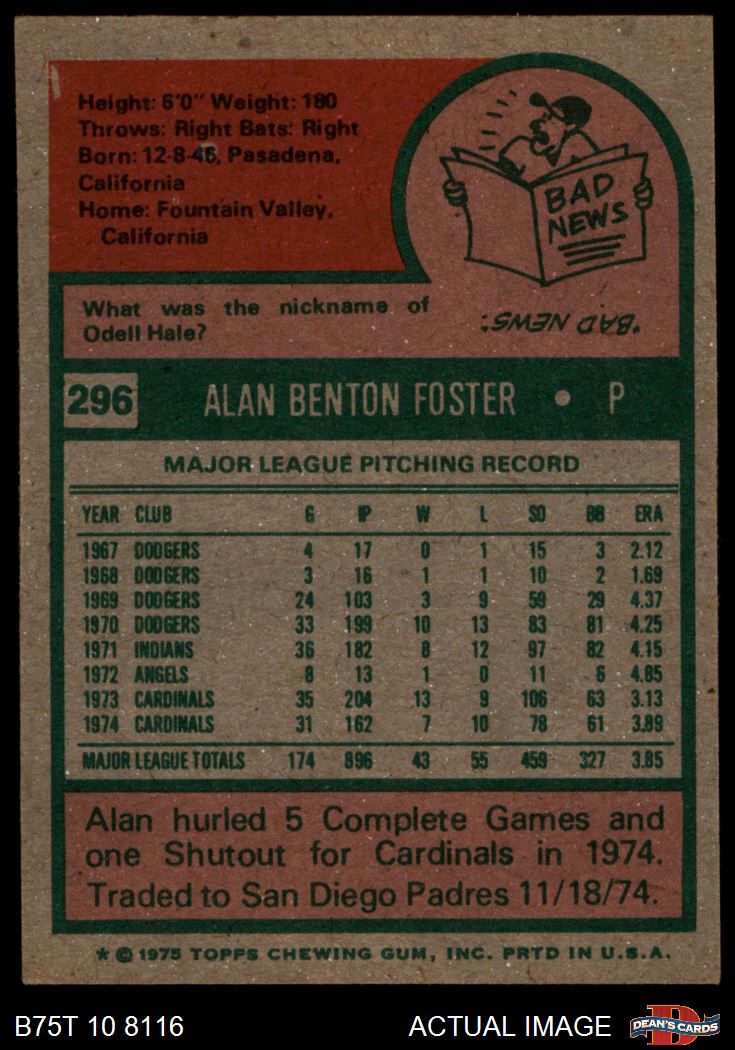 Height: 6'0" Weight: 180
Throws: Right Bats: Right
Born: 12-8-46, Pasadena,
California
Home: Fountain Valley,
California
BAD
NEWS
What was the nickname of
Odell Hale?
"BAD NEWS."
296 ALAN BENTON FOSTER • P
MAJOR LEAGUE PITCHING RECORD
YEAR CLUB G IP W L SO BB ERA
1967 DODGERS 4 17 0 1 15 3 2.12
1968 DODGERS 3 16 1 1 10 2 1.69
1969 DODGERS 24 103 3 9 59 29 4.37
1970 DODGERS 33 199 10 13 83 81 4.25
1971 INDIANS 36 182 8 12 97 82 4.15
1972 ANGELS 8 13 1 0 11 6 4.85
1973 CARDINALS 35 204 13 9 106 63 3.13
1974 CARDINALS 31 162 7 10 78 61 3.89
MAJOR LEAGUE TOTALS 174 896 43 55 459 327 3.85
Alan hurled 5 Complete Games and
one Shutout for Cardinals in 1974.
Traded to San Diego Padres 11/18/74.
* © 1975 TOPPS CHEWING GUM, INC. PRTD IN U.S.A.
B75T 10 8116 ACTUAL IMAGE D DEAN'S CARDS